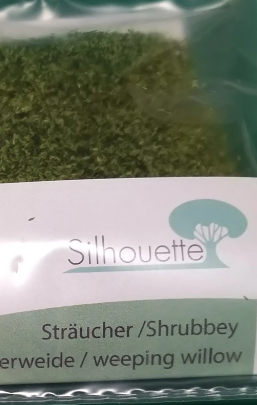 Silhouette
Sträucher /Shrubbey
erweide / weeping willow